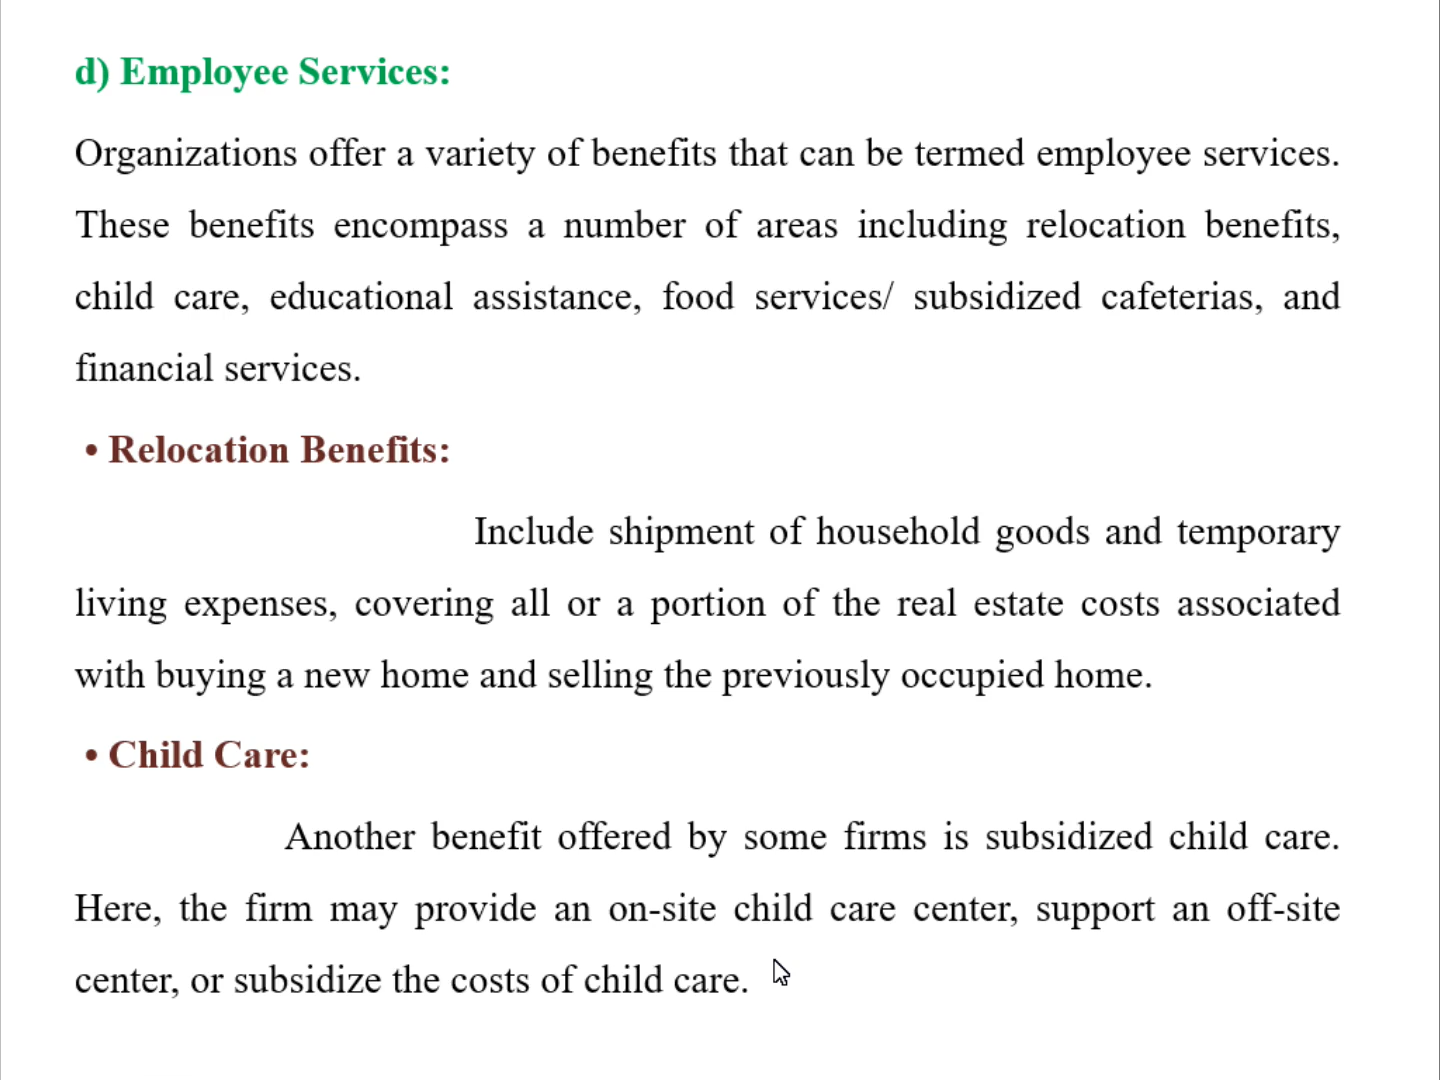 d) Employee Services:
Organizations offer a variety of benefits that can be termed employee services.
These benefits encompass a number of areas including relocation benefits,
child care, educational assistance, food services/ subsidized cafeterias, and
financial services.
• Relocation Benefits:
Include shipment of household goods and temporary
living expenses, covering all or a portion of the real estate costs associated
with buying a new home and selling the previously occupied home.
• Child Care:
Another benefit offered by some firms is subsidized child care.
Here, the firm may provide an on-site child care center, support an off-site
center, or subsidize the costs of child care.